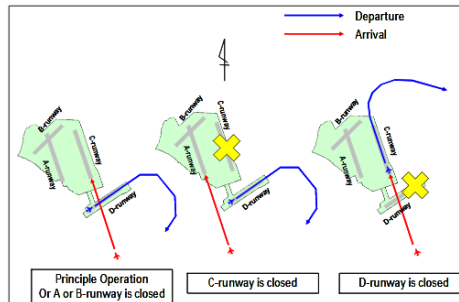 Departure
Arrival
B-runway
C-runway
A-runway
D-runway
B-runway
C-runway
A-runway
D-runway
B-runway
C-runway
A-runway
D-runway
Principle Operation
Or A or B-runway is closed
C-runway is closed
D-runway is closed